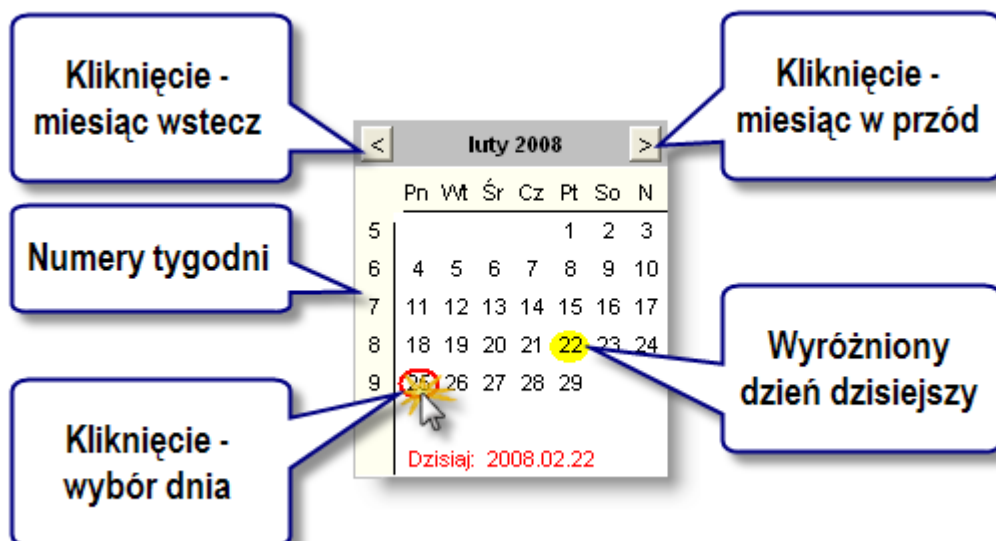 Kliknięcie -
miesiąc wstecz
Kliknięcie -
miesiąc w przód
< luty 2008 >
Pn Wt Śr Cz Pt So N
5 1 2 3
6 4 5 6 7 8 9 10
7 11 12 13 14 15 16 17
8 18 19 20 21 22 23 24
9 25 26 27 28 29
Dzisiaj: 2008.02.22
Numery tygodni
Wyróżniony
dzień dzisiejszy
Kliknięcie -
wybór dnia